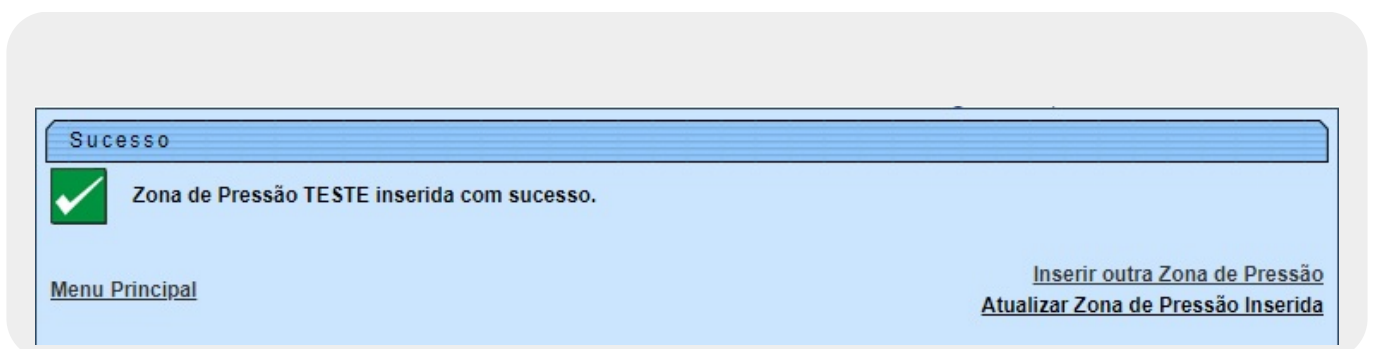 Sucesso
Zona de Pressão TESTE inserida com sucesso.
Menu Principal
Inserir outra Zona de Pressão
Atualizar Zona de Pressão Inserida